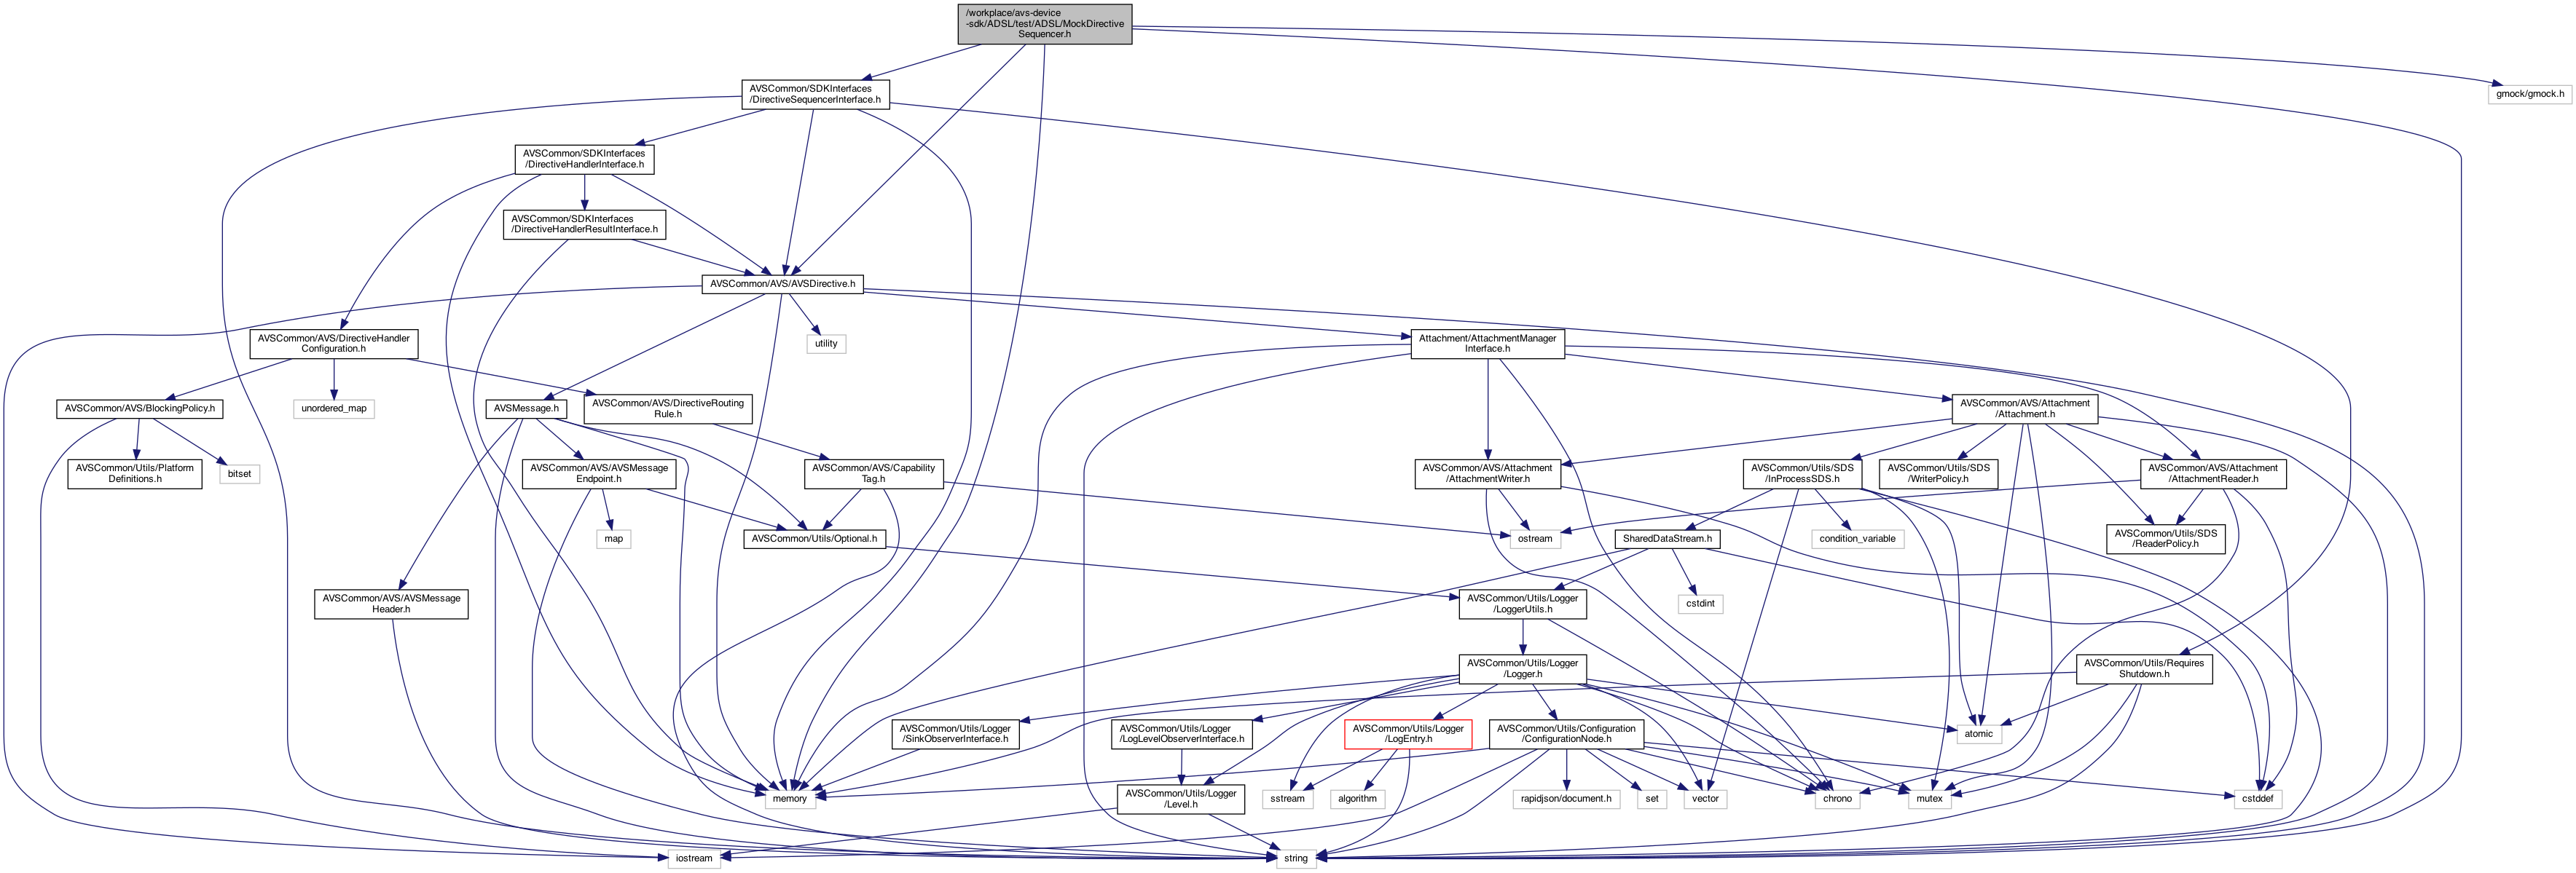 /workplace/avs-device
-sdk/ADSL/test/ADSL/MockDirective
Sequencer.h
AVSCommon/SDKInterfaces
/DirectiveSequencerInterface.h
gmock/gmock.h
AVSCommon/SDKInterfaces
/DirectiveHandlerInterface.h
AVSCommon/SDKInterfaces
/DirectiveHandlerResultInterface.h
AVSCommon/AVS/AVSDirective.h
AVSCommon/AVS/DirectiveHandler
Configuration.h
utility
Attachment/AttachmentManager
Interface.h
AVSCommon/AVS/BlockingPolicy.h
unordered_map
AVSMessage.h
AVSCommon/AVS/DirectiveRouting
Rule.h
AVSCommon/AVS/Attachment
/Attachment.h
AVSCommon/Utils/Platform
Definitions.h
bitset
AVSCommon/AVS/AVSMessage
Endpoint.h
AVSCommon/AVS/Capability
Tag.h
AVSCommon/AVS/Attachment
/AttachmentWriter.h
AVSCommon/Utils/SDS
/InProcessSDS.h
AVSCommon/Utils/SDS
/WriterPolicy.h
AVSCommon/AVS/Attachment
/AttachmentReader.h
map
AVSCommon/Utils/Optional.h
ostream
SharedDataStream.h
condition_variable
AVSCommon/Utils/SDS
/ReaderPolicy.h
AVSCommon/AVS/AVSMessage
Header.h
AVSCommon/Utils/Logger
/LoggerUtils.h
cstdint
AVSCommon/Utils/Logger
/Logger.h
AVSCommon/Utils/Requires
Shutdown.h
AVSCommon/Utils/Logger
/SinkObserverInterface.h
AVSCommon/Utils/Logger
/LogLevelObserverInterface.h
AVSCommon/Utils/Logger
/LogEntry.h
AVSCommon/Utils/Configuration
/ConfigurationNode.h
atomic
memory
AVSCommon/Utils/Logger
/Level.h
sstream
algorithm
rapidjson/document.h
set
vector
chrono
mutex
cstddef
iostream
string